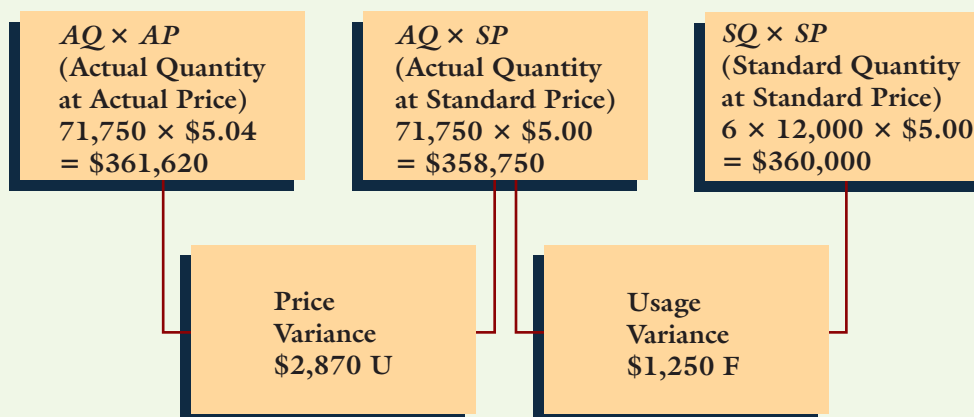 AQ × AP
(Actual Quantity
at Actual Price)
71,750 × $5.04
= $361,620
AQ × SP
(Actual Quantity
at Standard Price)
71,750 × $5.00
= $358,750
SQ × SP
(Standard Quantity
at Standard Price)
6 × 12,000 × $5.00
= $360,000
Price
Variance
$2,870 U
Usage
Variance
$1,250 F